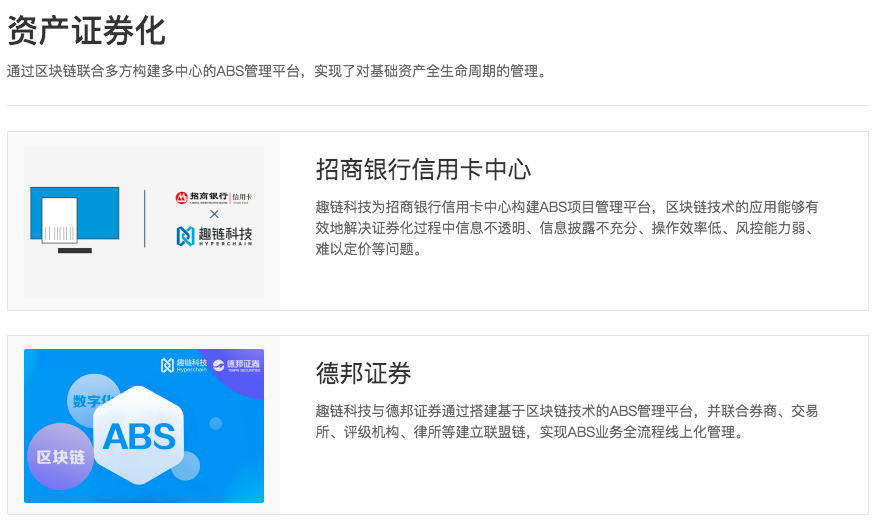 资产证券化
通过区块链联合多方构建多中心的ABS管理平台，实现了对基础资产全生命周期的管理。
招商银行 信用卡
×
趣链科技
HYPERCHAIN
招商银行信用卡中心
趣链科技为招商银行信用卡中心构建ABS项目管理平台，区块链技术的应用能够有
效地解决证券化过程中信息不透明、信息披露不充分、操作效率低、风控能力弱、
难以定价等问题。
趣链科技
Hyperchain
德邦证券
数字化
ABS
区块链
德邦证券
趣链科技与德邦证券通过搭建基于区块链技术的ABS管理平台，并联合券商、交易
所、评级机构、律所等建立联盟链，实现ABS业务全流程线上化管理。